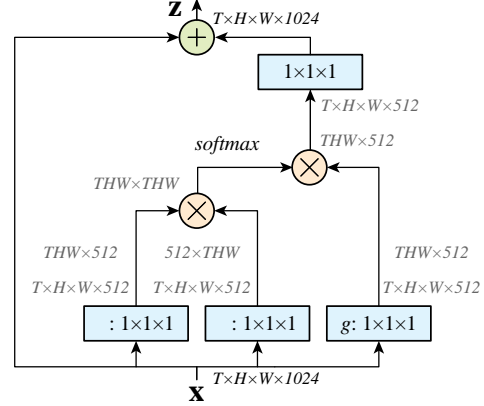 z
T×H×W×1024
+
1×1×1
T×H×W×512
THW×512
softmax
×
THW×THW
×
THW×512
512×THW
THW×512
T×H×W×512
T×H×W×512
T×H×W×512
: 1×1×1
: 1×1×1
g: 1×1×1
x
T×H×W×1024